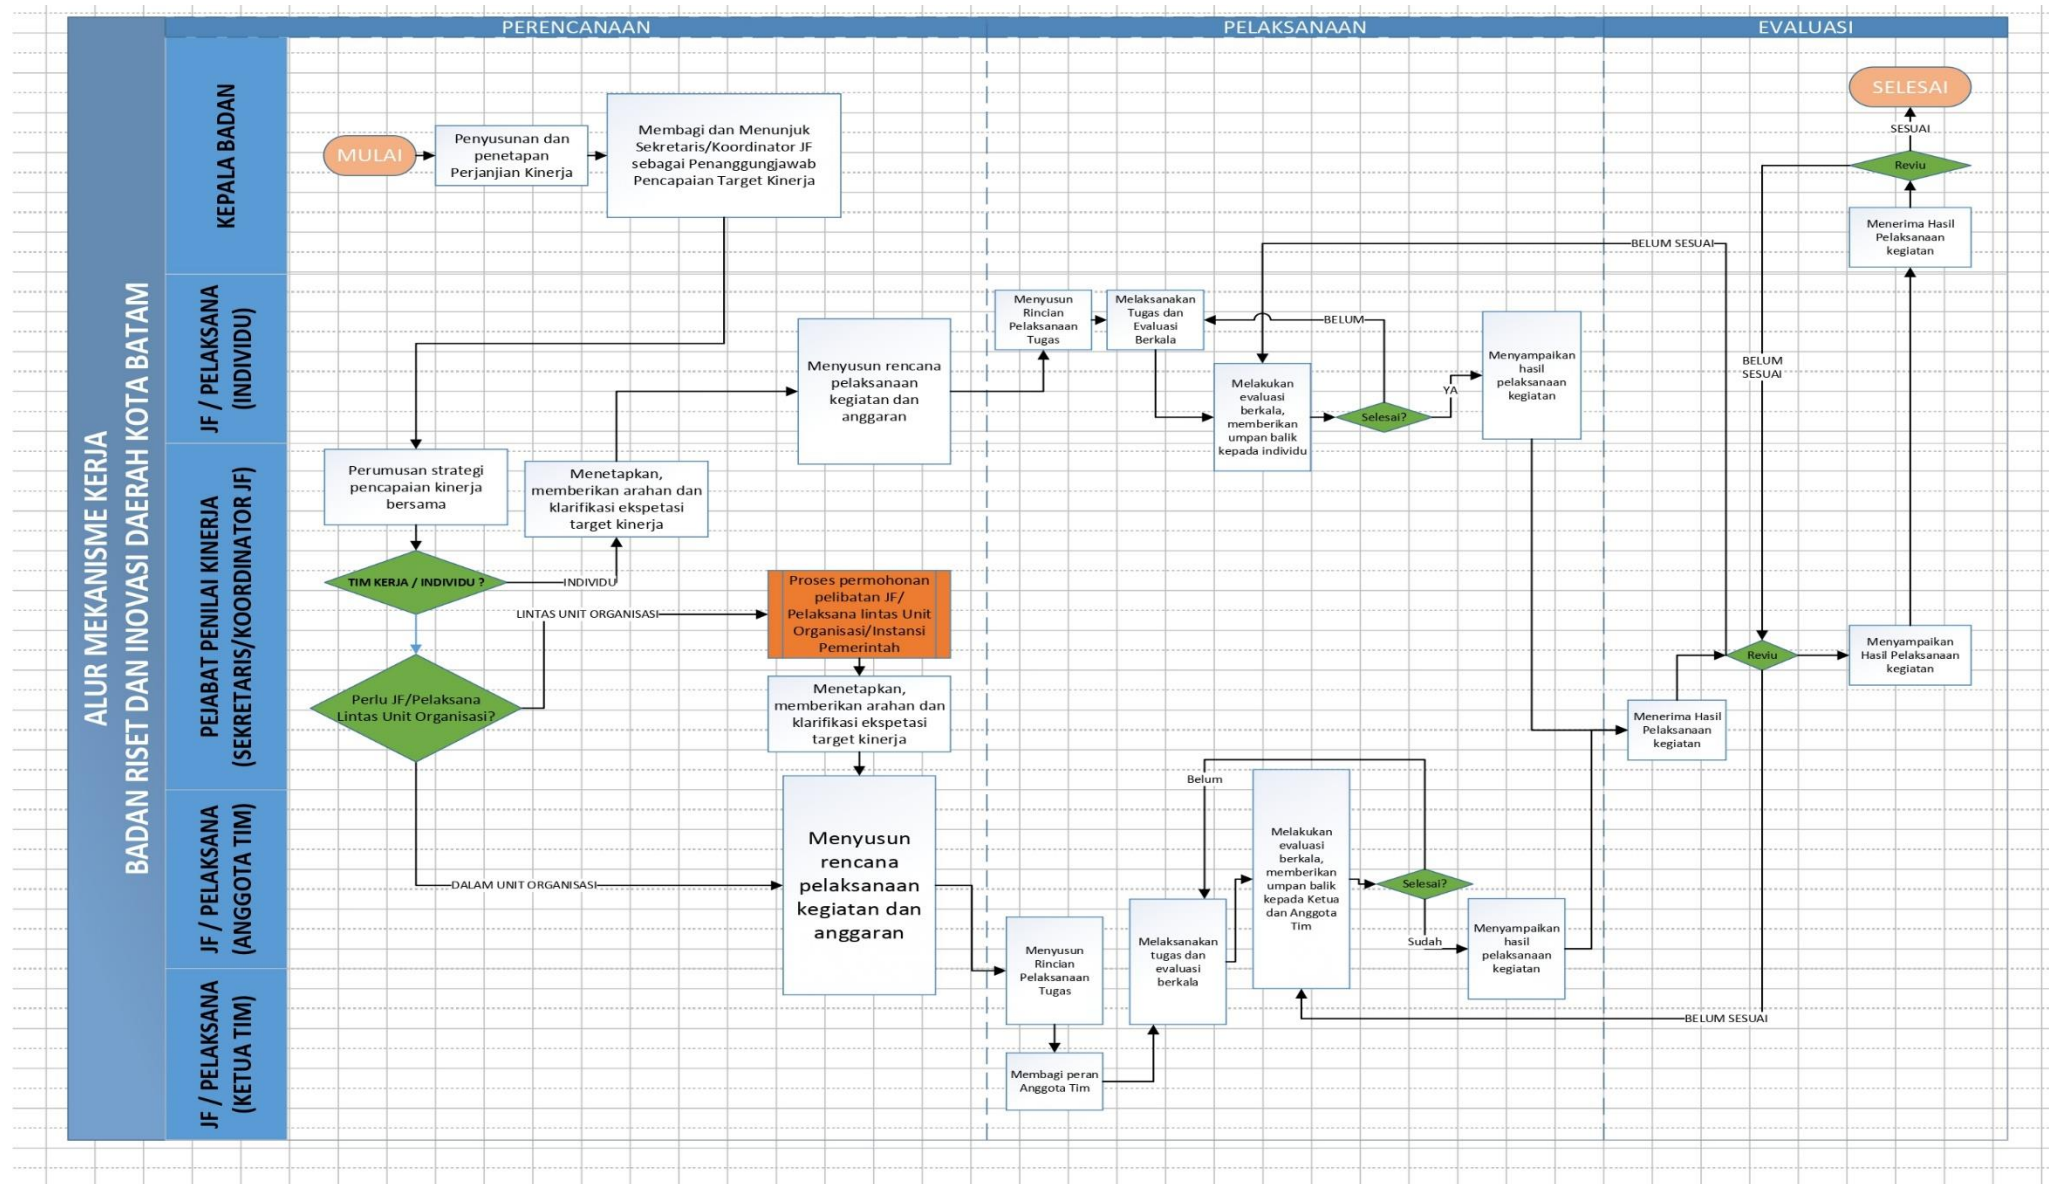 ALUR MEKANISME KERJA
BADAN RISET DAN INOVASI DAERAH KOTA BATAM
PERENCANAAN
PELAKSANAAN
EVALUASI
KEPALA BADAN
MULAI
Penyusunan dan
penetapan
Perjanjian Kinerja
Membagi dan Menunjuk
Sekretaris/Koordinator JF
sebagai Penanggungjawab
Pencapaian Target Kinerja
SELESAI
SESUAI
Reviu
Menerima Hasil
Pelaksanaan
kegiatan
BELUM SESUAI
JF / PELAKSANA
(INDIVIDU)
Menyusun rencana
pelaksanaan
kegiatan dan
anggaran
Menyusun
Rincian
Pelaksanaan
Tugas
Melaksanakan
Tugas dan
Evaluasi
Berkala
BELUM
Melakukan
evaluasi
berkala,
memberikan
umpan balik
kepada individu
Selesai?
YA
Menyampaikan
hasil
pelaksanaan
kegiatan
BELUM
SESUAI
PEJABAT PENILAI KINERJA
(SEKRETARIS/KOORDINATOR JF)
Perumusan strategi
pencapaian kinerja
bersama
Menetapkan,
memberikan arahan dan
klarifikasi ekspetasi
target kinerja
TIM KERJA / INDIVIDU ?
INDIVIDU
LINTAS UNIT ORGANISASI
Proses permohonan
pelibatan JF/
Pelaksana lintas Unit
Organisasi/Instansi
Pemerintah
Perlu JF/Pelaksana
Lintas Unit Organisasi?
Menetapkan,
memberikan arahan dan
klarifikasi ekspetasi
target kinerja
Menerima Hasil
Pelaksanaan
kegiatan
Reviu
Menyampaikan
Hasil Pelaksanaan
kegiatan
JF / PELAKSANA
(ANGGOTA TIM)
DALAM UNIT ORGANISASI
Menyusun
rencana
pelaksanaan
kegiatan dan
anggaran
Belum
Melakukan
evaluasi
berkala,
memberikan
umpan balik
kepada Ketua
dan Anggota
Tim
Selesai?
Sudah
Menyampaikan
hasil
pelaksanaan
kegiatan
Melaksanakan
tugas dan
evaluasi
berkala
Menyusun
Rincian
Pelaksanaan
Tugas
JF / PELAKSANA
(KETUA TIM)
BELUM SESUAI
Membagi peran
Anggota Tim